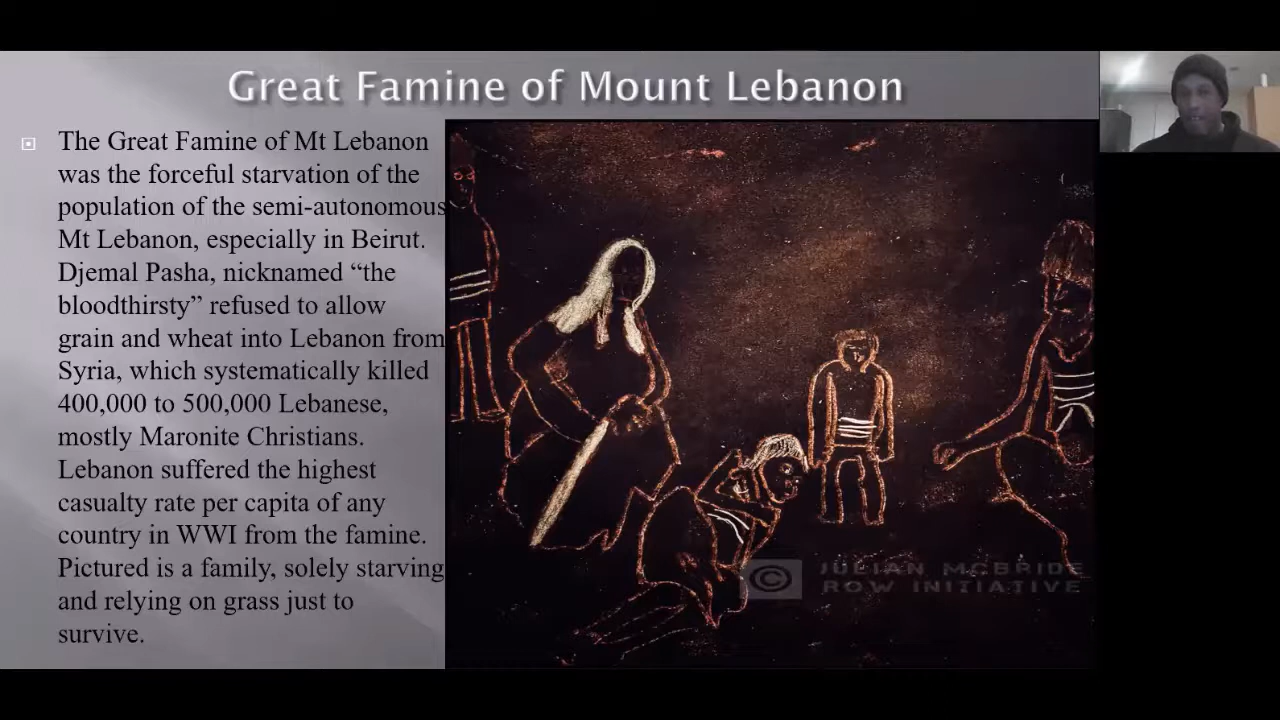 Great Famine of Mount Lebanon
The Great Famine of Mt Lebanon
was the forceful starvation of the
population of the semi-autonomous
Mt Lebanon, especially in Beirut.
Djemal Pasha, nicknamed “the
bloodthirsty” refused to allow
grain and wheat into Lebanon from
Syria, which systematically killed
400,000 to 500,000 Lebanese,
mostly Maronite Christians.
Lebanon suffered the highest
casualty rate per capita of any
country in WWI from the famine.
Pictured is a family, solely starving
and relying on grass just to
survive.
© JULIAN MCBRIDE
ROW INITIATIVE